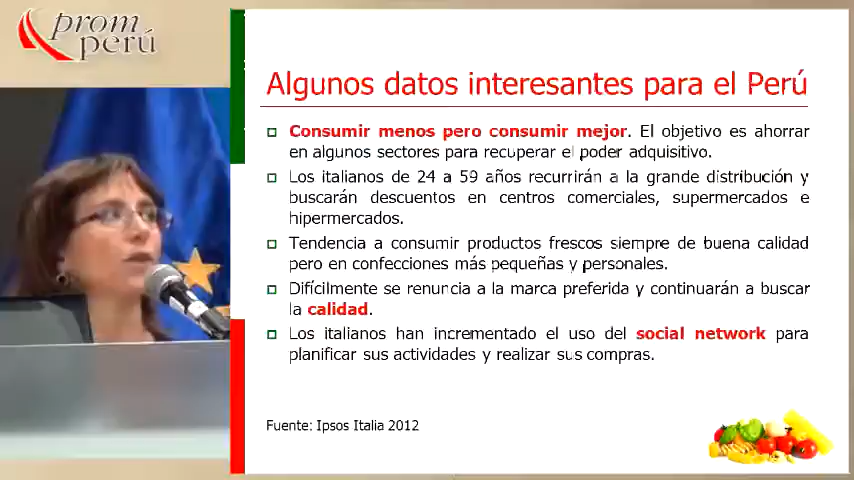 prom
perú
Algunos datos interesantes para el Perú
Consumir menos pero consumir mejor. El objetivo es ahorrar
en algunos sectores para recuperar el poder adquisitivo.
Los italianos de 24 a 59 años recurrirán a la grande distribución y
buscarán descuentos en centros comerciales, supermercados e
hipermercados.
Tendencia a consumir productos frescos siempre de buena calidad
pero en confecciones más pequeñas y personales.
Difícilmente se renuncia a la marca preferida y continuarán a buscar
la calidad.
Los italianos han incrementado el uso del social network para
planificar sus actividades y realizar sus compras.
Fuente: Ipsos Italia 2012